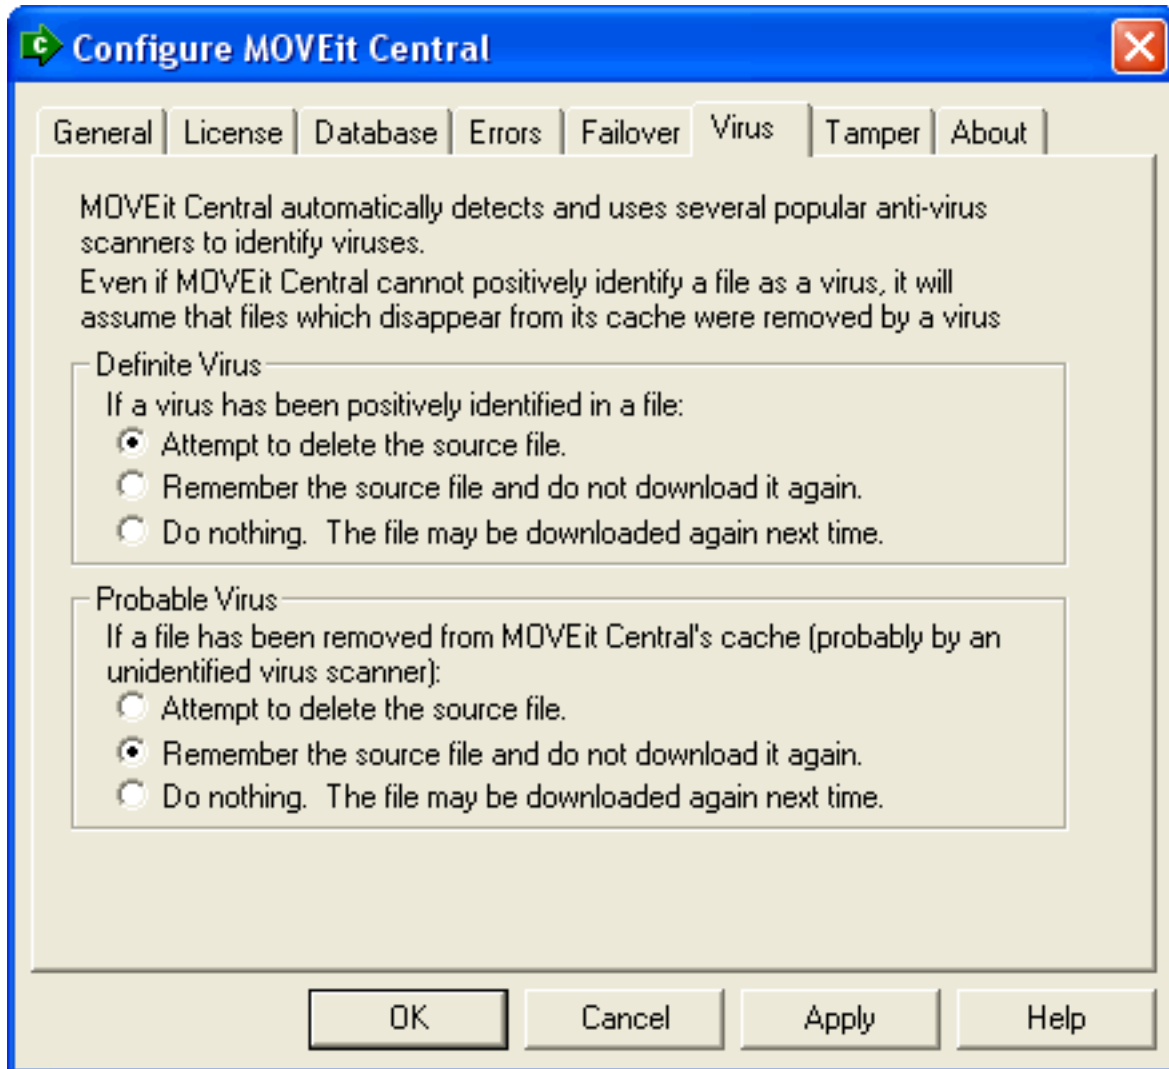 Configure MOVEit Central
General License Database Errors Failover Virus Tamper About
MOVEit Central automatically detects and uses several popular anti-virus
scanners to identify viruses.
Even if MOVEit Central cannot positively identify a file as a virus, it will
assume that files which disappear from its cache were removed by a virus
Definite Virus
If a virus has been positively identified in a file:
Attempt to delete the source file.
Remember the source file and do not download it again.
Do nothing.  The file may be downloaded again next time.
Probable Virus
If a file has been removed from MOVEit Central's cache (probably by an
unidentified virus scanner):
Attempt to delete the source file.
Remember the source file and do not download it again.
Do nothing.  The file may be downloaded again next time.
OK Cancel Apply Help